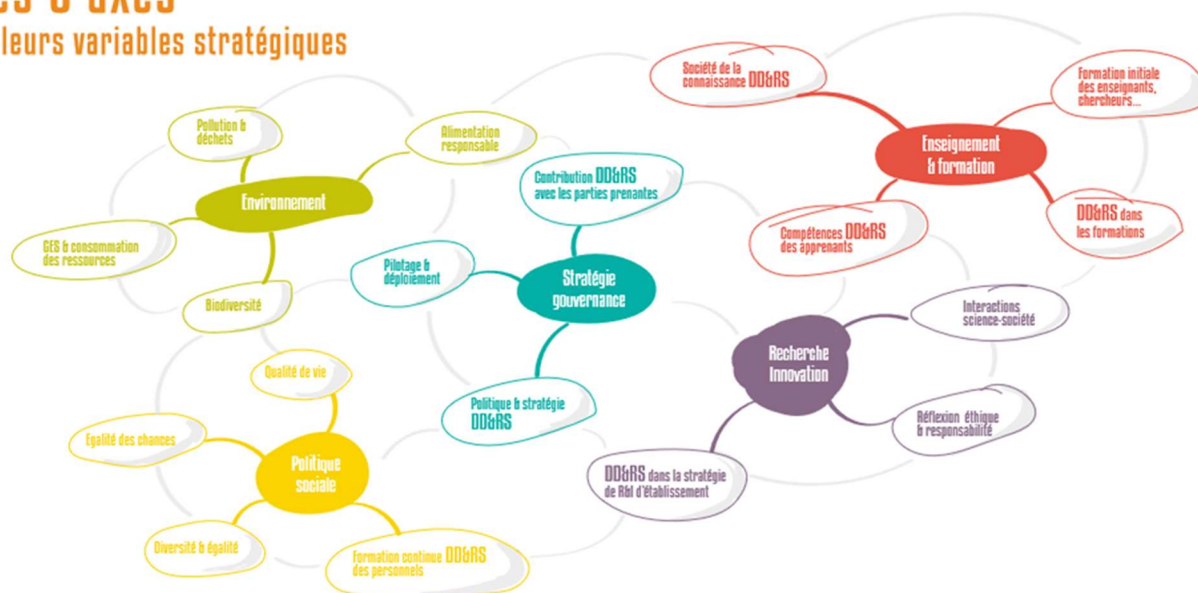 leurs variables stratégiques
Pollution &
déchets
Alimentation
responsable
Environnement
GES & consommation
des ressources
Biodiversité
Contribution DD&RS
avec les parties prenantes
Pilotage &
déploiement
Stratégie
gouvernance
Politique & stratégie
DD&RS
Société de la
connaissance DD&RS
Formation initiale
des enseignants,
chercheurs...
Enseignement
& formation
Compétences DD&RS
des apprenants
DD&RS dans
les formations
Interactions
science-société
Recherche
Innovation
Réflexion éthique
& responsabilité
DD&RS dans la stratégie
de R&I d'établissement
Qualité de vie
Egalité des chances
Politique
sociale
Diversité & égalité
Formation continue DD&RS
des personnels